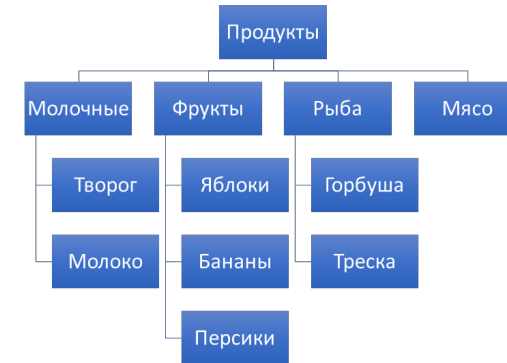 Продукты
Молочные
Фрукты
Рыба
Мясо
Творог
Яблоки
Горбуша
Молоко
Бананы
Треска
Персики